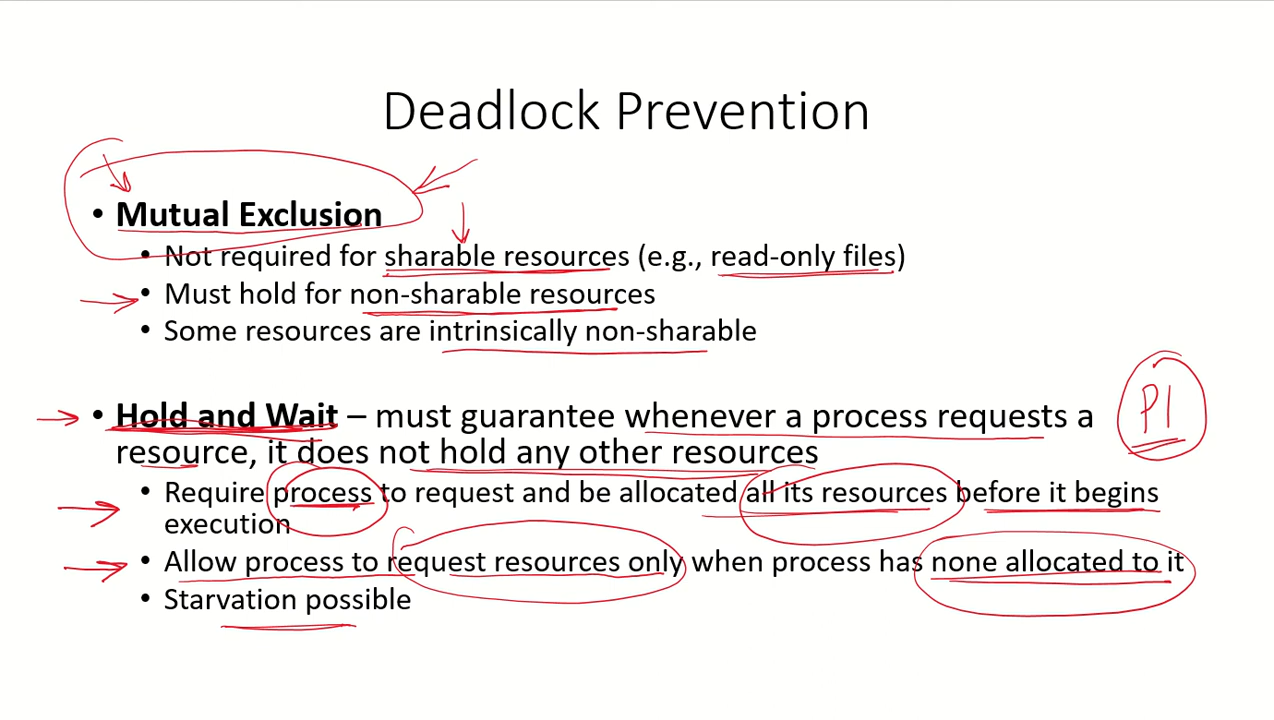 Deadlock Prevention
• Mutual Exclusion
• Not required for sharable resources (e.g., read-only files)
• Must hold for non-sharable resources
• Some resources are intrinsically non-sharable
• Hold and Wait – must guarantee whenever a process requests a
resource, it does not hold any other resources
P1
• Require process to request and be allocated all its resources before it begins
execution
• Allow process to request resources only when process has none allocated to it
• Starvation possible